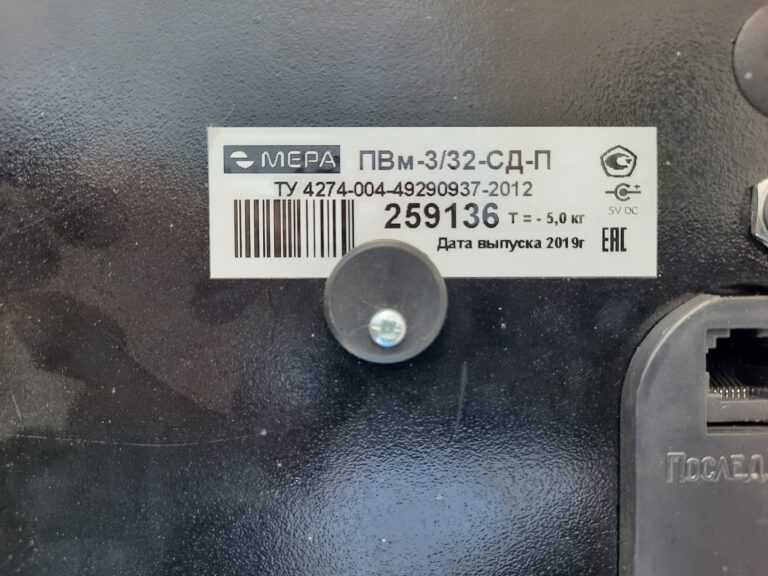 МЕРА ПВм-3/32-СД-П
ТУ 4274-004-49290937-2012
5V DC
259136 Т = - 5,0 кг
Дата выпуска 2019г
ЕАС
ПОСЛЕД.